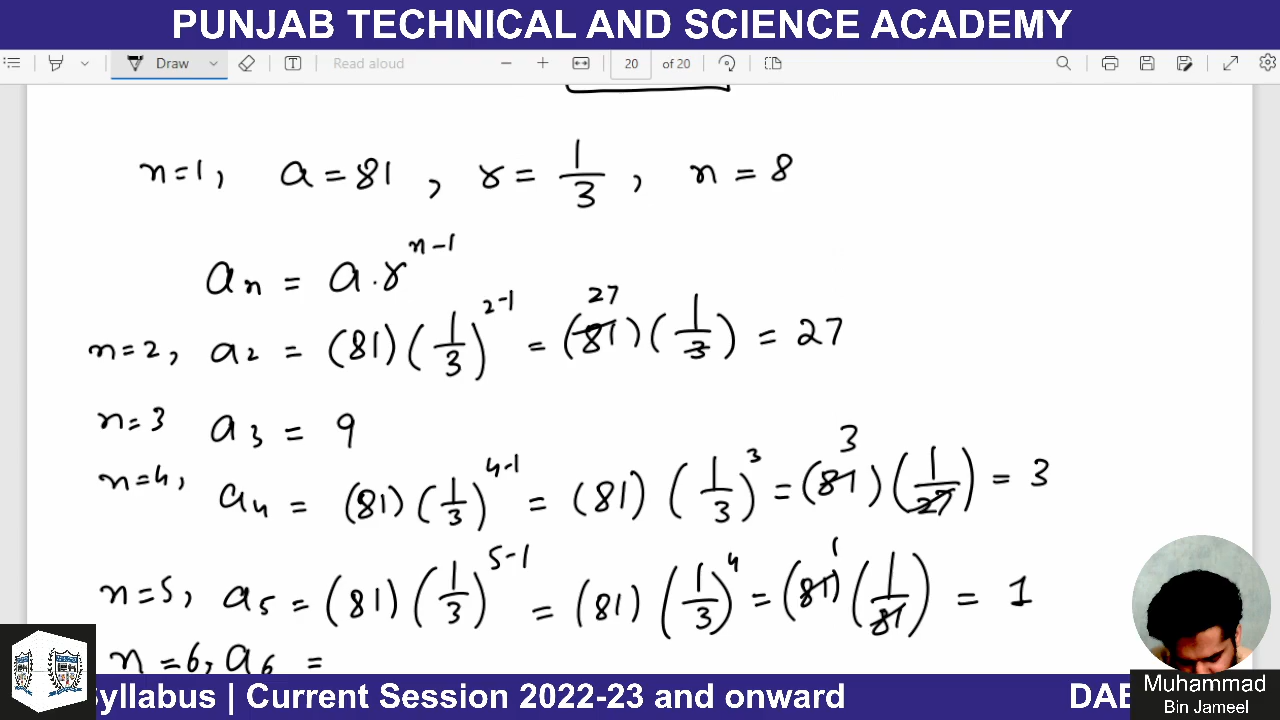 PUNJAB TECHNICAL AND SCIENCE ACADEMY
Draw Read aloud 20 of 20
n=1, a = 81, r = 1/3, n = 8
aₙ = a.r^(n-1)
n=2, a₂ = (81)(1/3)^(2-1) = (81)(1/3) = 27
27
n=3 a₃ = 9
n=4, a₄ = (81)(1/3)^(4-1) = (81)(1/3)^3 = (81)(1/27) = 3
3
n=5, a₅ = (81)(1/3)^(5-1) = (81)(1/3)^4 = (81)(1/81) = 1
1
n=6, a₆ =
Syllabus | Current Session 2022-23 and onward DAE
Muhammad
Bin Jameel